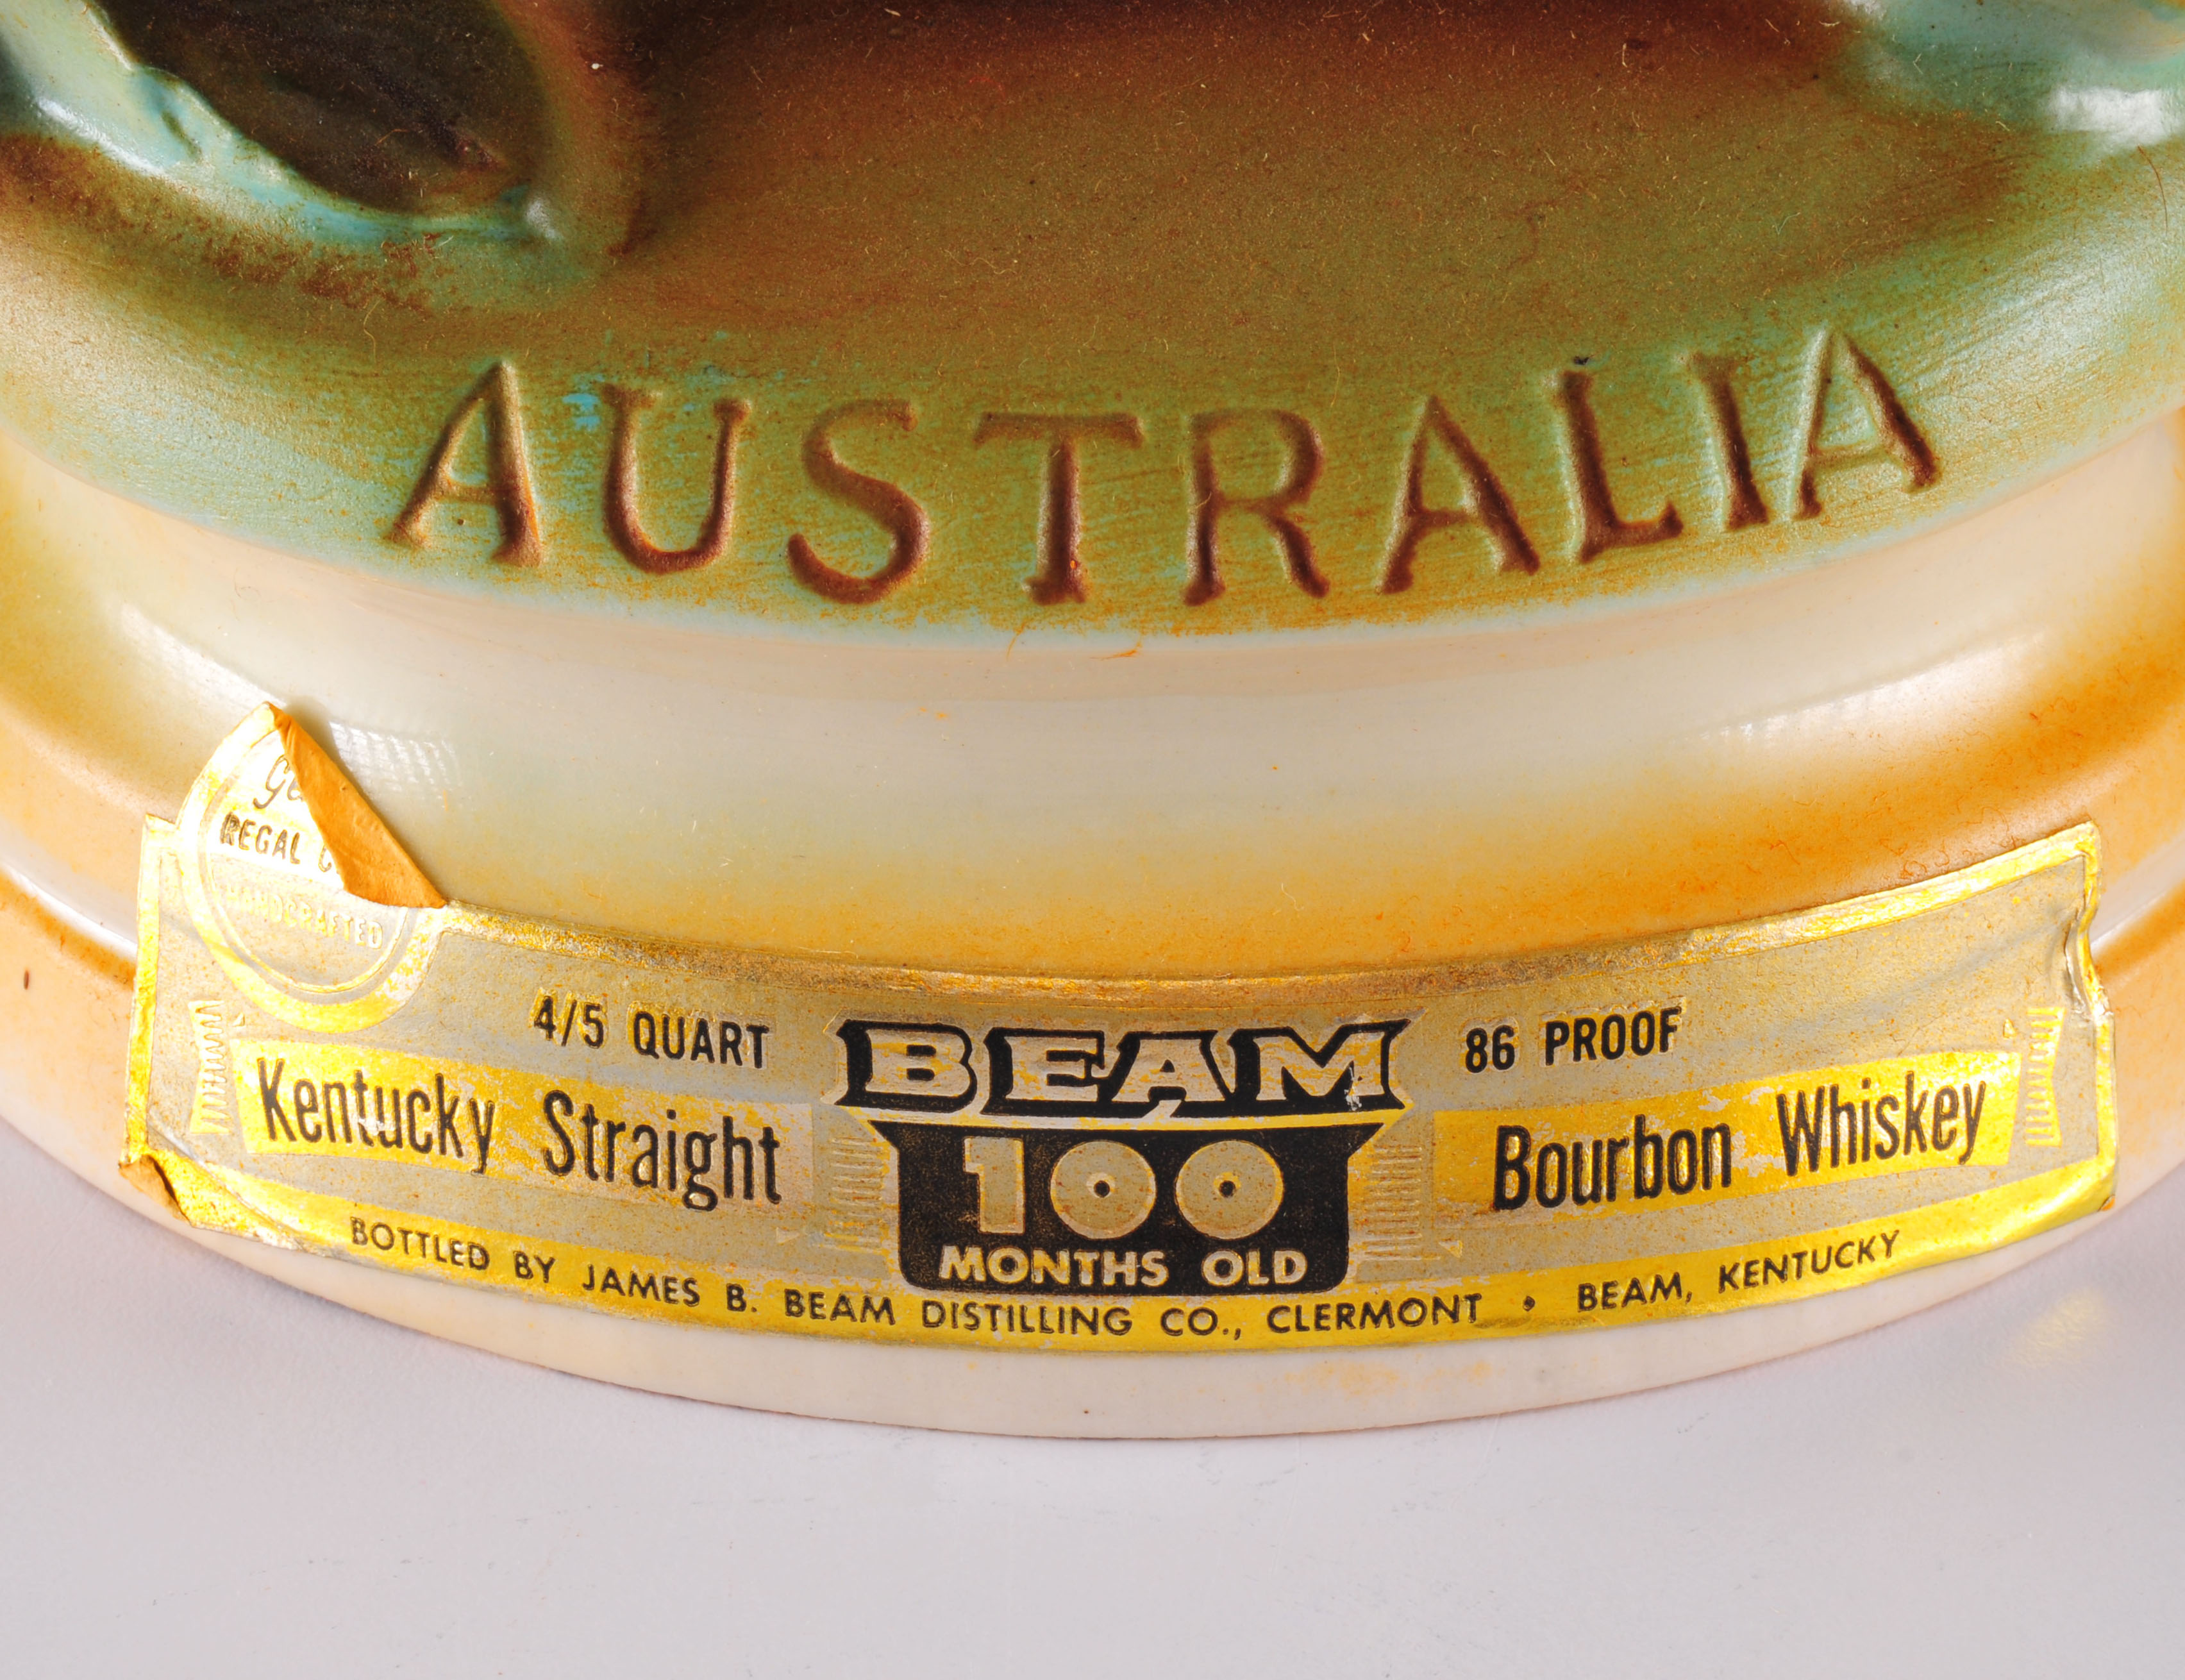 AUSTRALIA
REGAL
HANDCRAFTED
4/5 QUART BEAM 86 PROOF
Kentucky Straight 100 Bourbon Whiskey
MONTHS OLD
BOTTLED BY JAMES B. BEAM DISTILLING CO., CLERMONT • BEAM, KENTUCKY